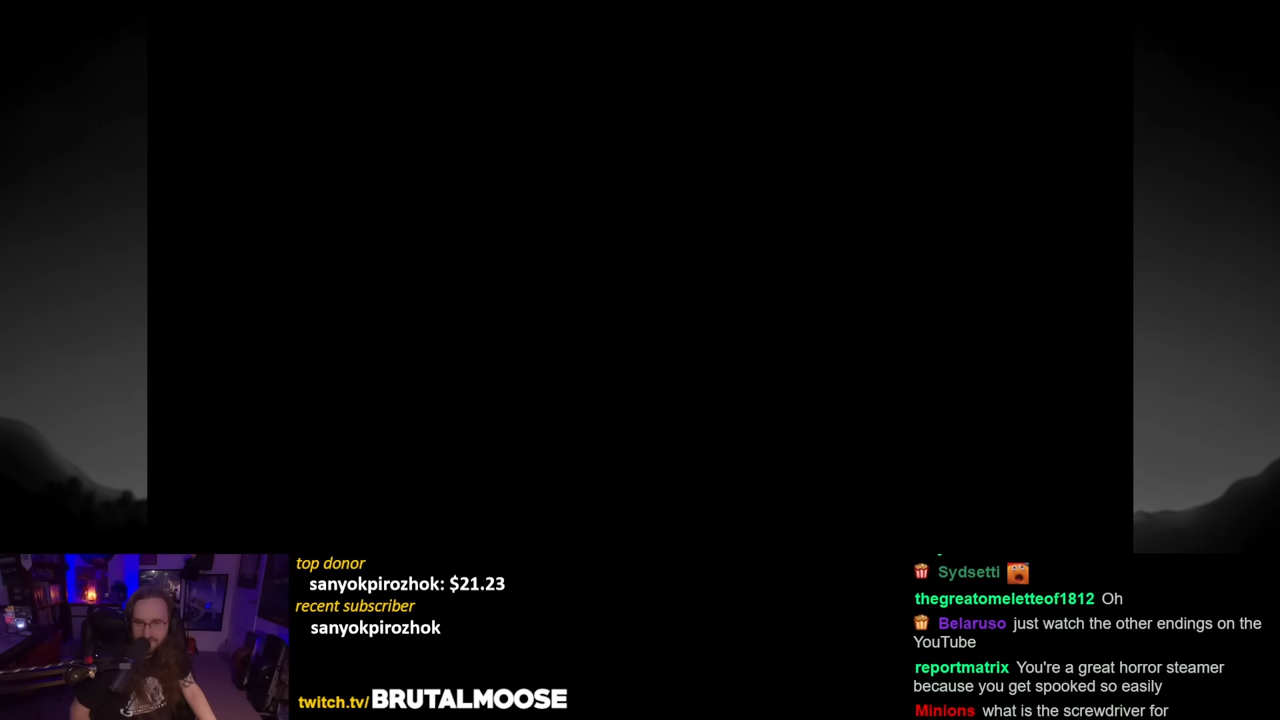 top donor
sanyokpirozhok: $21.23
recent subscriber
sanyokpirozhok
twitch.tv/BRUTALMOOSE
Sydsetti
thegreatomeletteof1812 Oh
Belaruso just watch the other endings on the
YouTube
reportmatrix You're a great horror steamer
because you get spooked so easily
Minions what is the screwdriver for